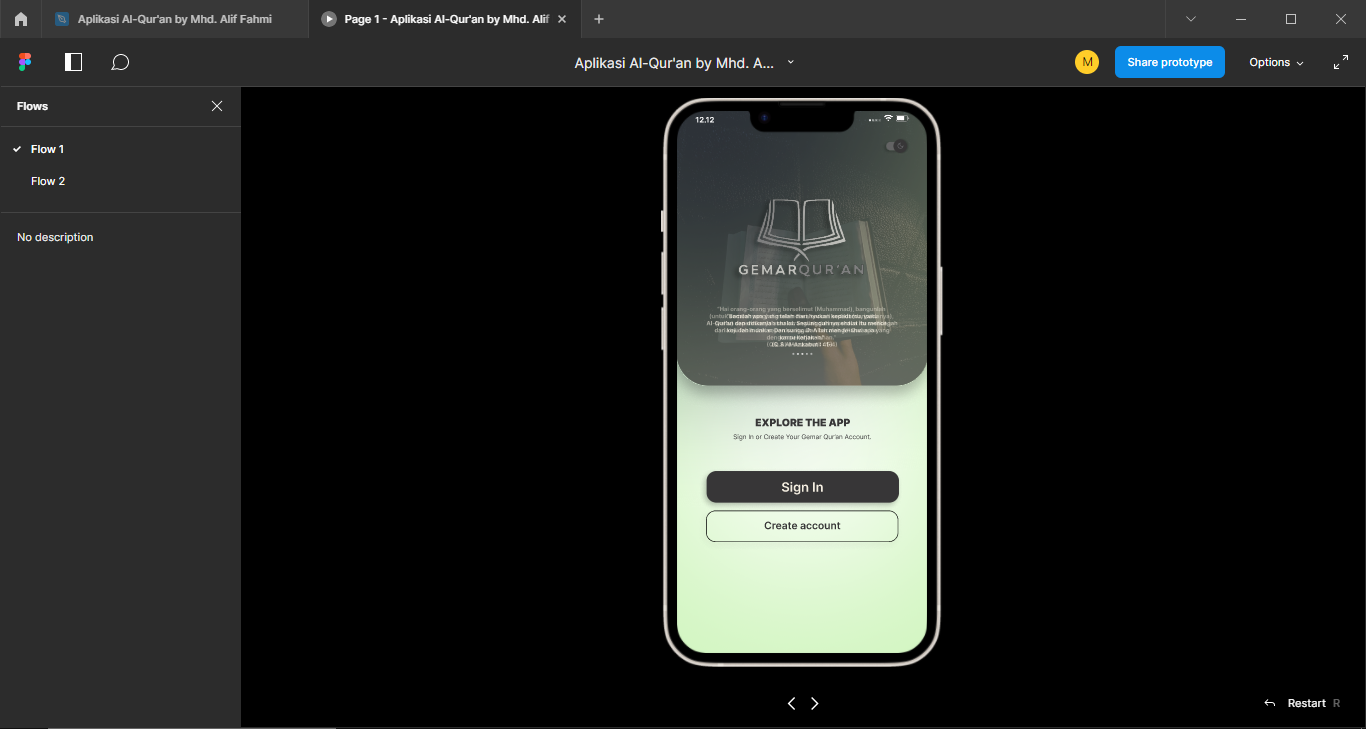 Aplikasi Al-Qur'an by Mhd. Alif Fahmi
Page 1 - Aplikasi Al-Qur'an by Mhd. Alif
Aplikasi Al-Qur'an by Mhd. A...
M
Share prototype
Options
Flows
Flow 1
Flow 2
No description
12.12
GEMARQUR'AN
EXPLORE THE APP
Sign In or Create Your Gemar Qur'an Account.
Sign In
Create account
Restart R